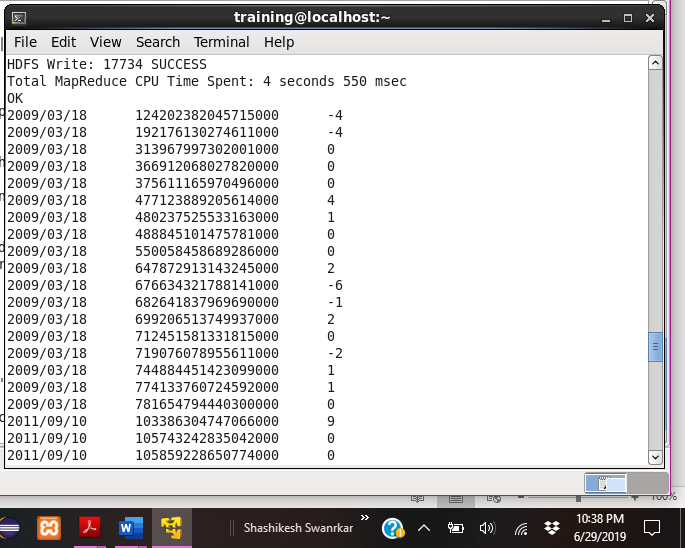 training@localhost:~
File Edit View Search Terminal Help
HDFS Write: 17734 SUCCESS
Total MapReduce CPU Time Spent: 4 seconds 550 msec
OK
2009/03/18 124202382045715000 -4
2009/03/18 192176130274611000 -4
2009/03/18 313967997302001000 0
2009/03/18 366912068027820000 0
2009/03/18 375611165970496000 0
2009/03/18 477123889205614000 4
2009/03/18 480237525533163000 1
2009/03/18 488845101475781000 0
2009/03/18 550058458689286000 0
2009/03/18 647872913143245000 2
2009/03/18 676634321788141000 -6
2009/03/18 682641837969690000 -1
2009/03/18 699206513749937000 2
2009/03/18 712451581331815000 0
2009/03/18 719076078955611000 -2
2009/03/18 744884451423099000 1
2009/03/18 774133760724592000 1
2009/03/18 781654794440300000 0
2011/09/10 103386304747066000 9
2011/09/10 105743242835042000 0
2011/09/10 105859228650774000 0
100%
Shashikesh Swanrkar
10:38 PM
6/29/2019